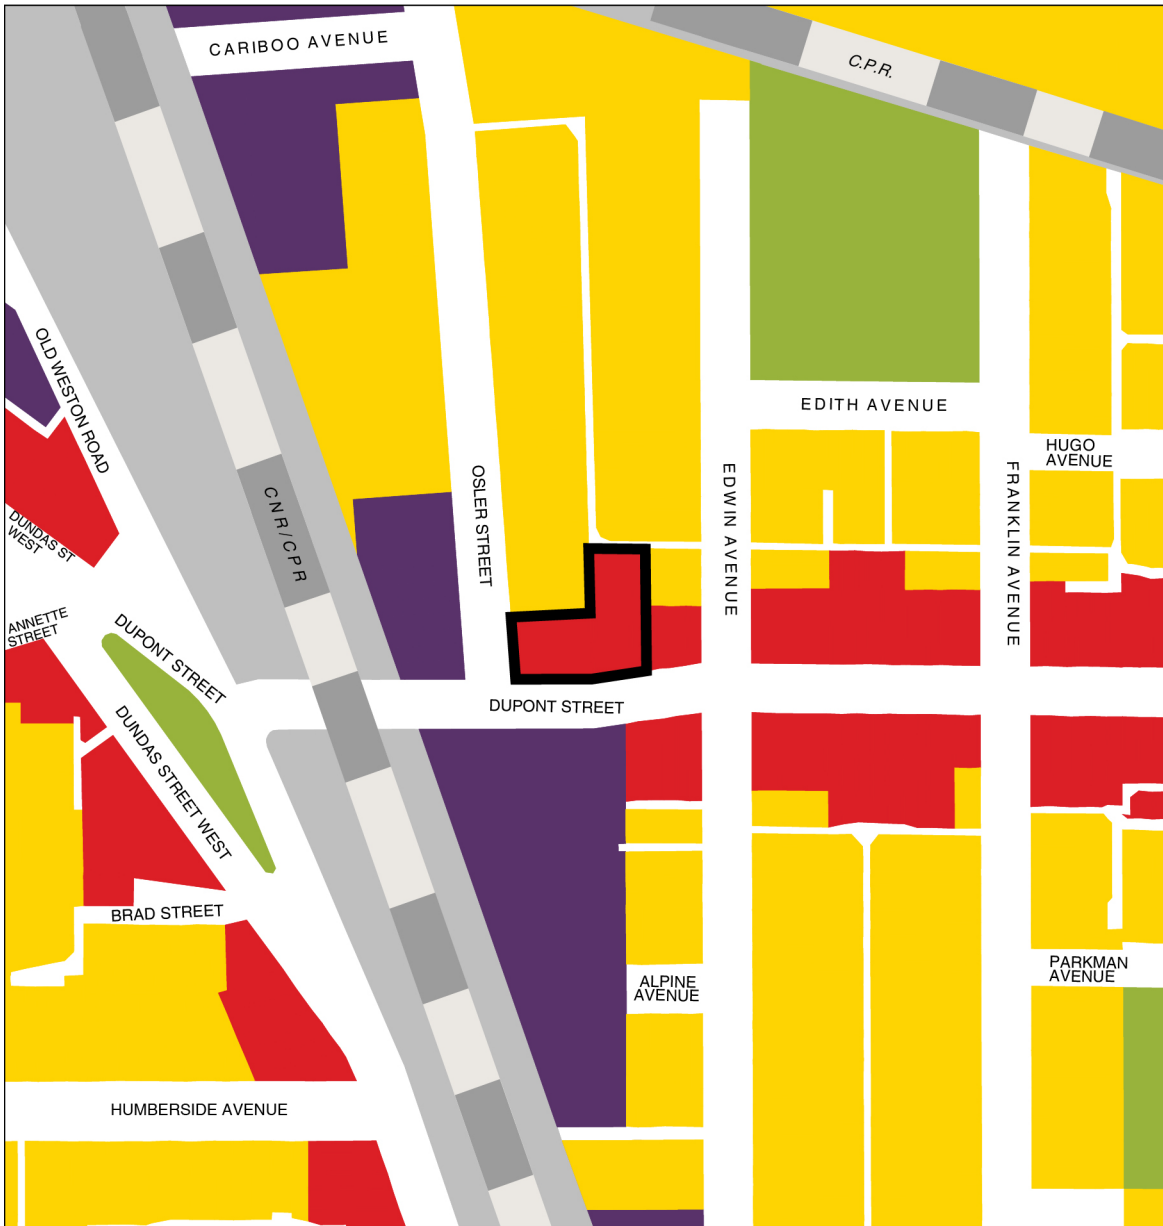 CARIBOO AVENUE
C.P.R.
OLD WESTON ROAD
EDITH AVENUE
HUGO
AVENUE
OSLER STREET
EDWIN AVENUE
FRANKLIN AVENUE
CNR/CPR
DUNDAS ST
WEST
ANNETTE
STREET
DUPONT STREET
DUPONT STREET
DUNDAS STREET WEST
BRAD STREET
ALPINE
AVENUE
PARKMAN
AVENUE
HUMBERSIDE AVENUE